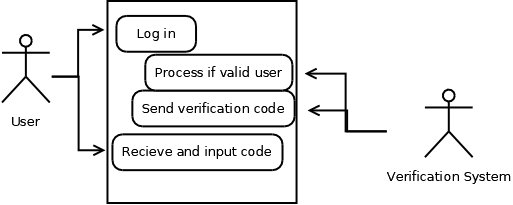 Log in
Process if valid user
Send verification code
Recieve and input code
User
Verification System